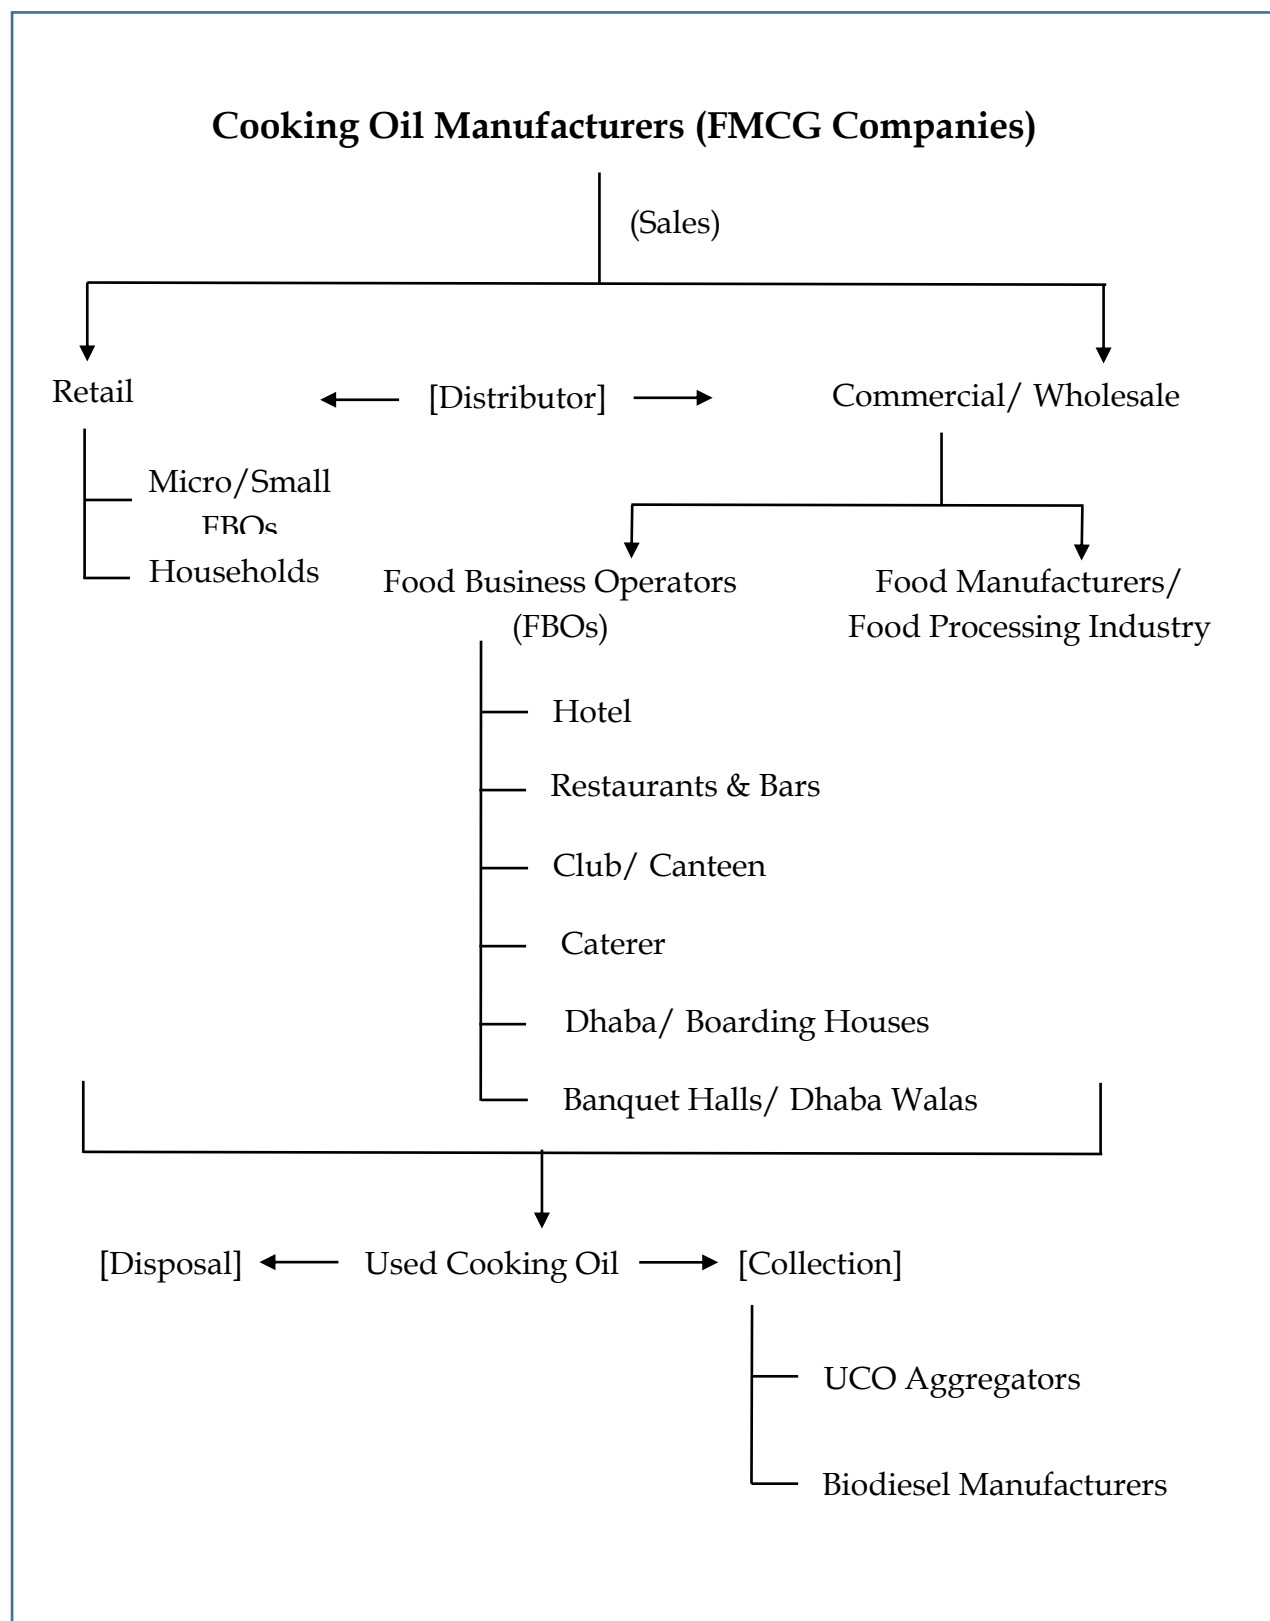 Cooking Oil Manufacturers (FMCG Companies)
(Sales)
Retail
[Distributor]
Commercial/ Wholesale
Micro/Small
FBOs
Households
Food Business Operators
(FBOs)
Food Manufacturers/
Food Processing Industry
Hotel
Restaurants & Bars
Club/ Canteen
Caterer
Dhaba/ Boarding Houses
Banquet Halls/ Dhaba Walas
[Disposal]
Used Cooking Oil
[Collection]
UCO Aggregators
Biodiesel Manufacturers